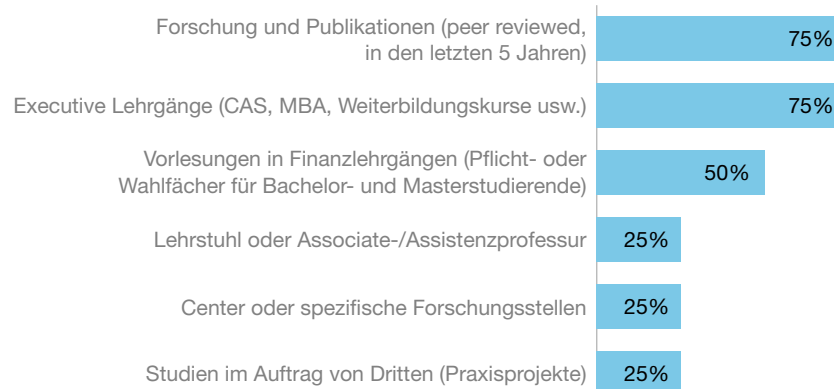 Forschung und Publikationen (peer reviewed,
in den letzten 5 Jahren)
75%
Executive Lehrgänge (CAS, MBA, Weiterbildungskurse usw.)
75%
Vorlesungen in Finanzlehrgängen (Pflicht- oder
Wahlfächer für Bachelor- und Masterstudierende)
50%
Lehrstuhl oder Associate-/Assistenzprofessur
25%
Center oder spezifische Forschungsstellen
25%
Studien im Auftrag von Dritten (Praxisprojekte)
25%